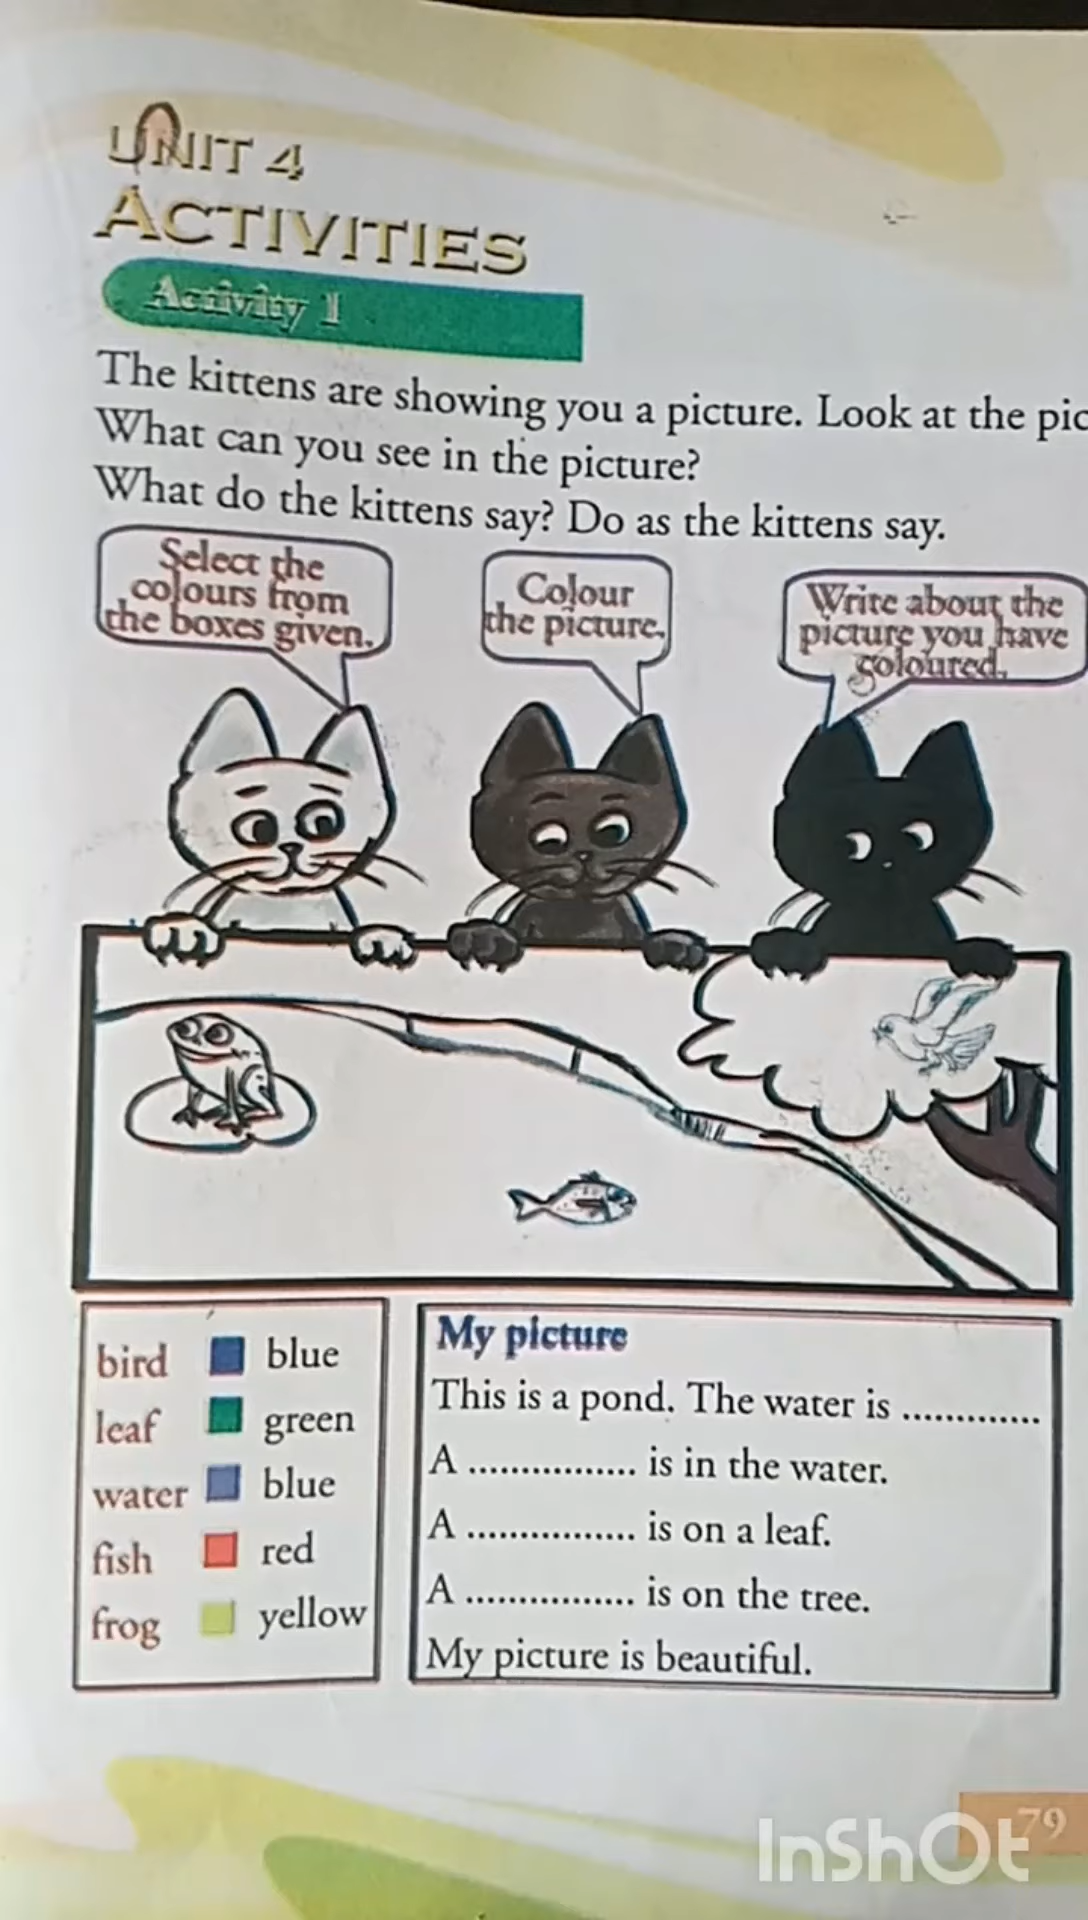 UNIT 4
ACTIVITIES
Activity 1
The kittens are showing you a picture. Look at the
What can you see in the picture?
What do the kittens say? Do as the kittens say.
Select the
colours from
the boxes given.
Colour
the picture.
Write about the
picture you have
coloured.
bird blue
leaf green
water blue
fish red
frog yellow
My picture
This is a pond. The water is .............
A ................ is in the water.
A ................ is on a leaf.
A ................ is on the tree.
My picture is beautiful.
79
InShOt